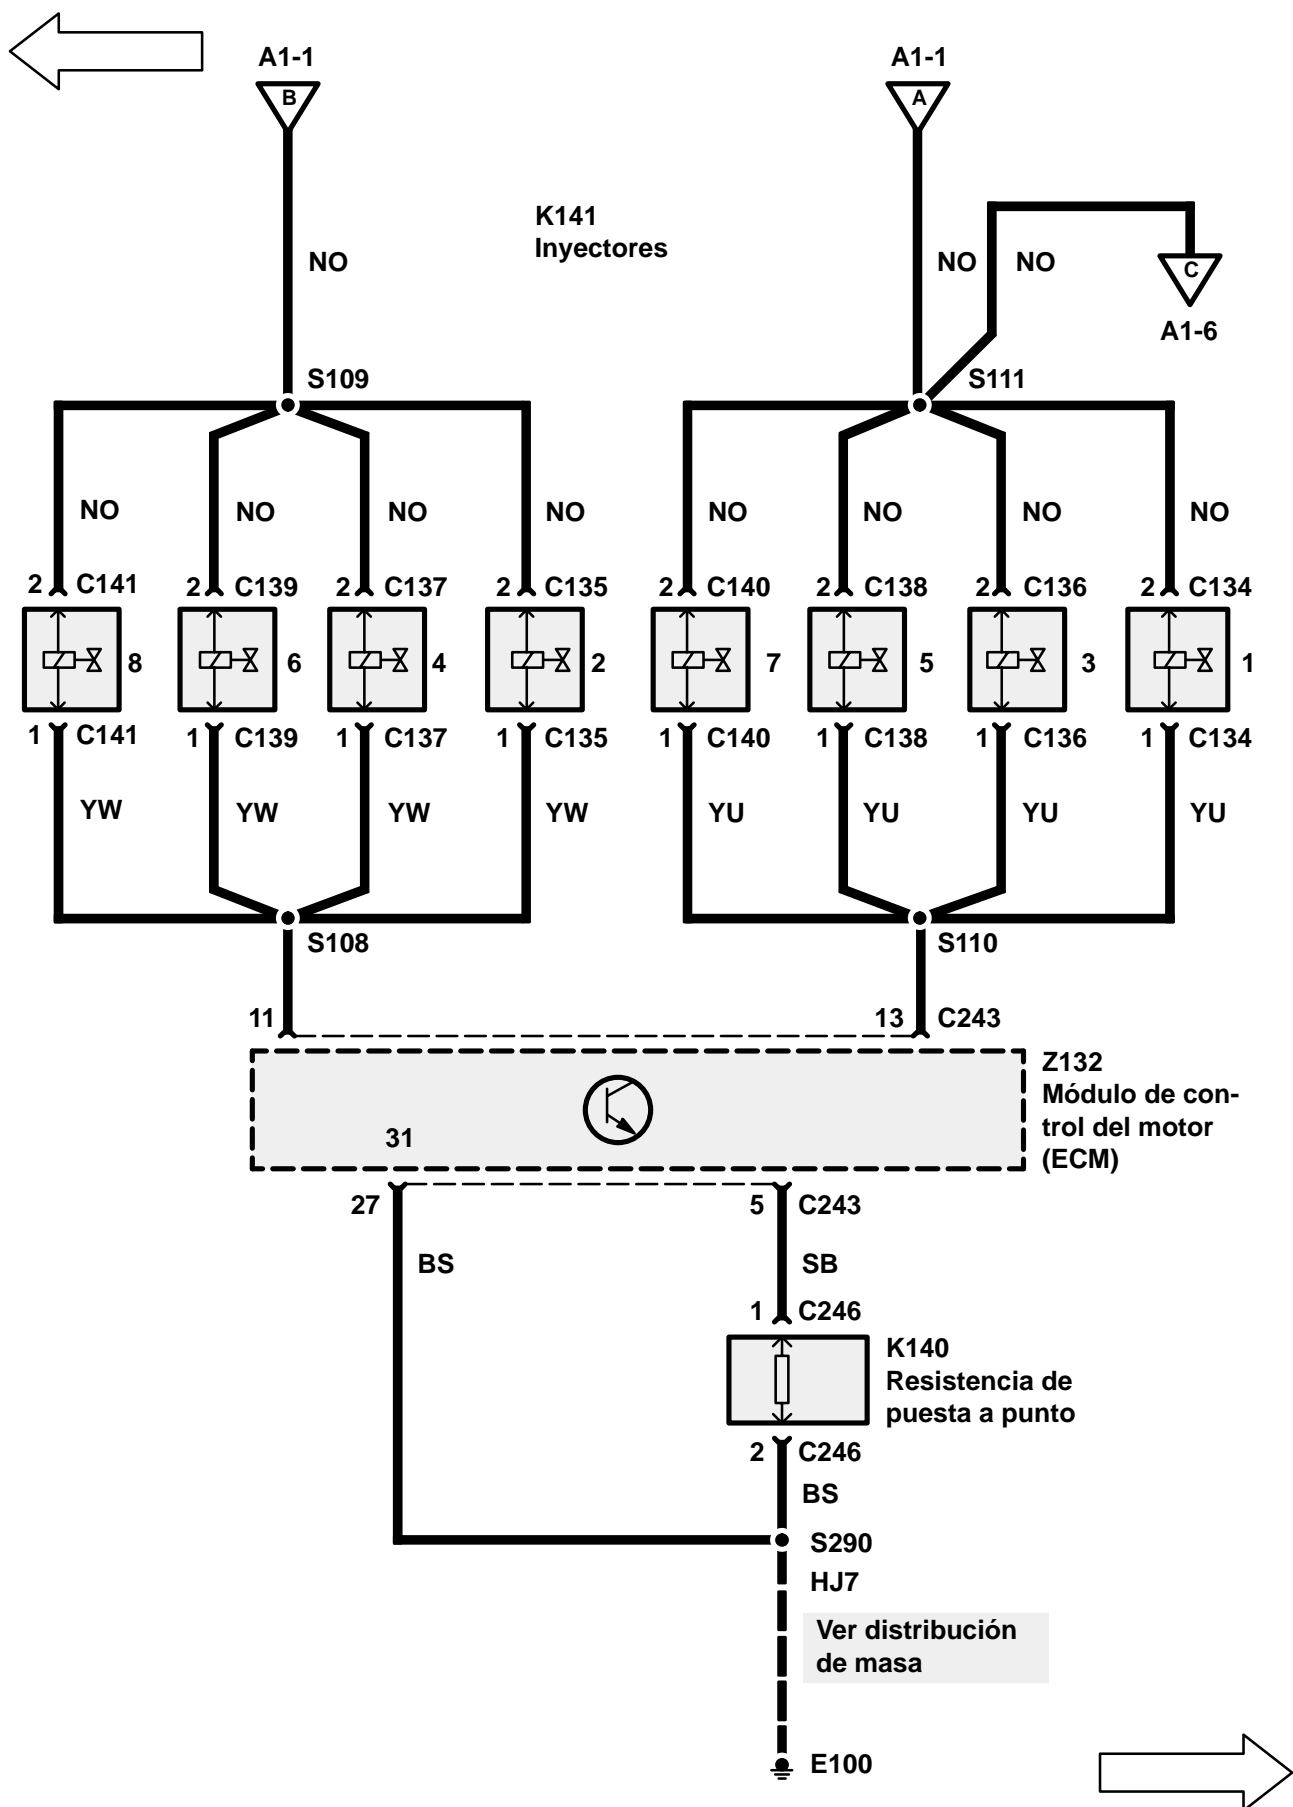 A1-1
A1-1
B
A
K141
Inyectores
NO
NO
NO
C
A1-6
S109
S111
NO
NO
NO
NO
NO
NO
NO
NO
2 C141
2 C139
2 C137
2 C135
2 C140
2 C138
2 C136
2 C134
8
6
4
2
7
5
3
1
1 C141
1 C139
1 C137
1 C135
1 C140
1 C138
1 C136
1 C134
YW
YW
YW
YW
YU
YU
YU
YU
S108
S110
11
13 C243
Z132
Módulo de con-
trol del motor
(ECM)
31
27
5 C243
BS
SB
1 C246
K140
Resistencia de
puesta a punto
2 C246
BS
S290
HJ7
Ver distribución
de masa
E100